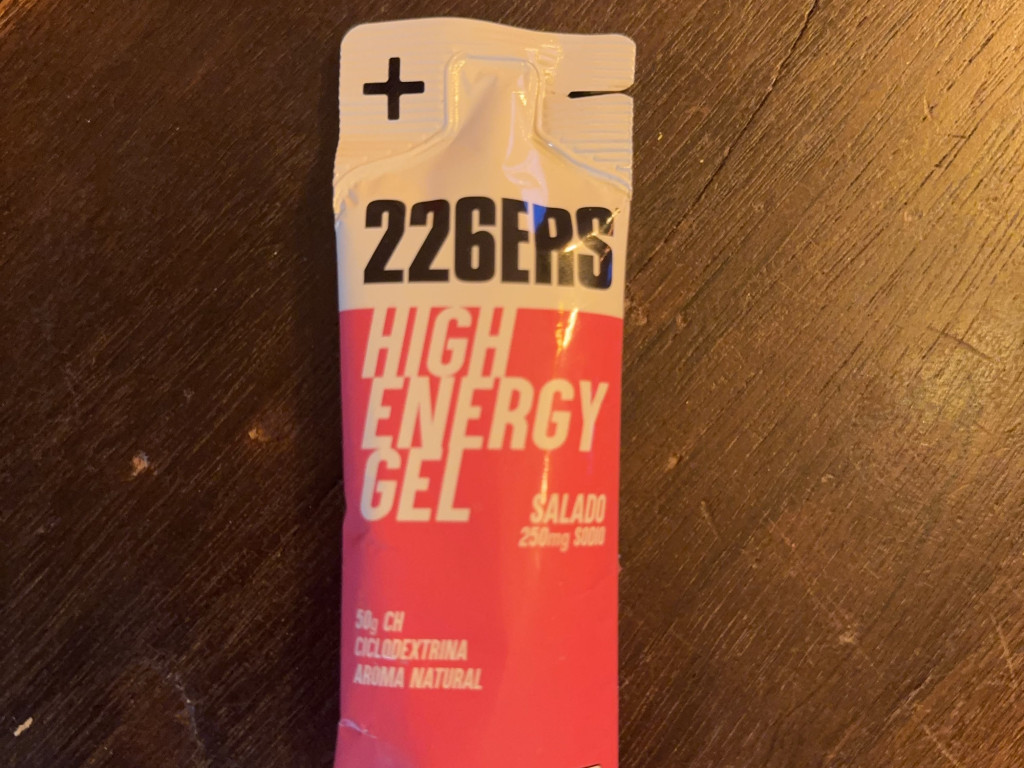 +
226ERS
HIGH
ENERGY
GEL
SALADO
250mg SODIO
50g CH
CICLODEXTRINA
AROMA NATURAL